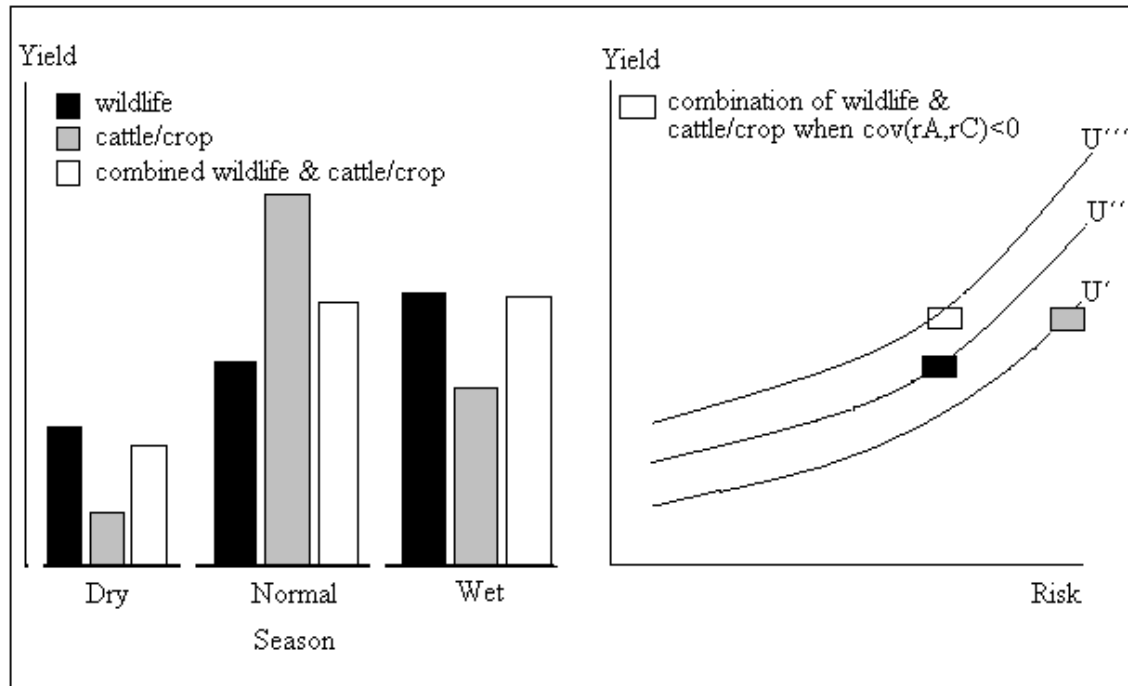 Yield
wildlife
cattle/crop
combined wildlife & cattle/crop
Dry
Normal
Wet
Season
Yield
combination of wildlife &
cattle/crop when cov(rA,rC)<0
U′′′
U′′
U′
Risk